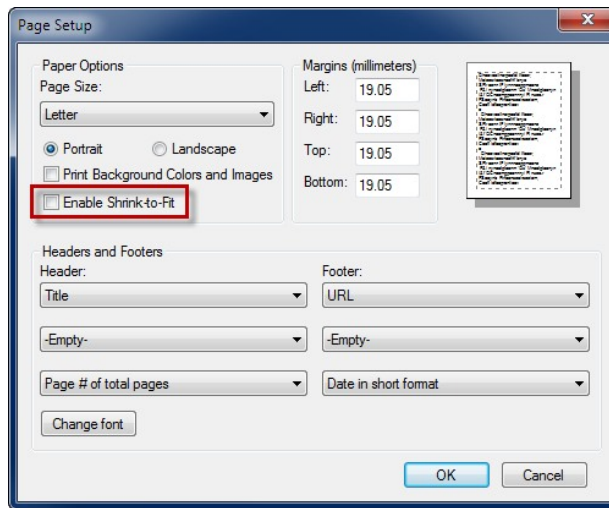 Page Setup
Paper Options
Page Size:
Letter
Portrait
Landscape
Print Background Colors and Images
Enable Shrink-to-Fit
Margins (millimeters)
Left: 19.05
Right: 19.05
Top: 19.05
Bottom: 19.05
Headers and Footers
Header:
Footer:
Title
URL
-Empty-
-Empty-
Page # of total pages
Date in short format
Change font
OK
Cancel